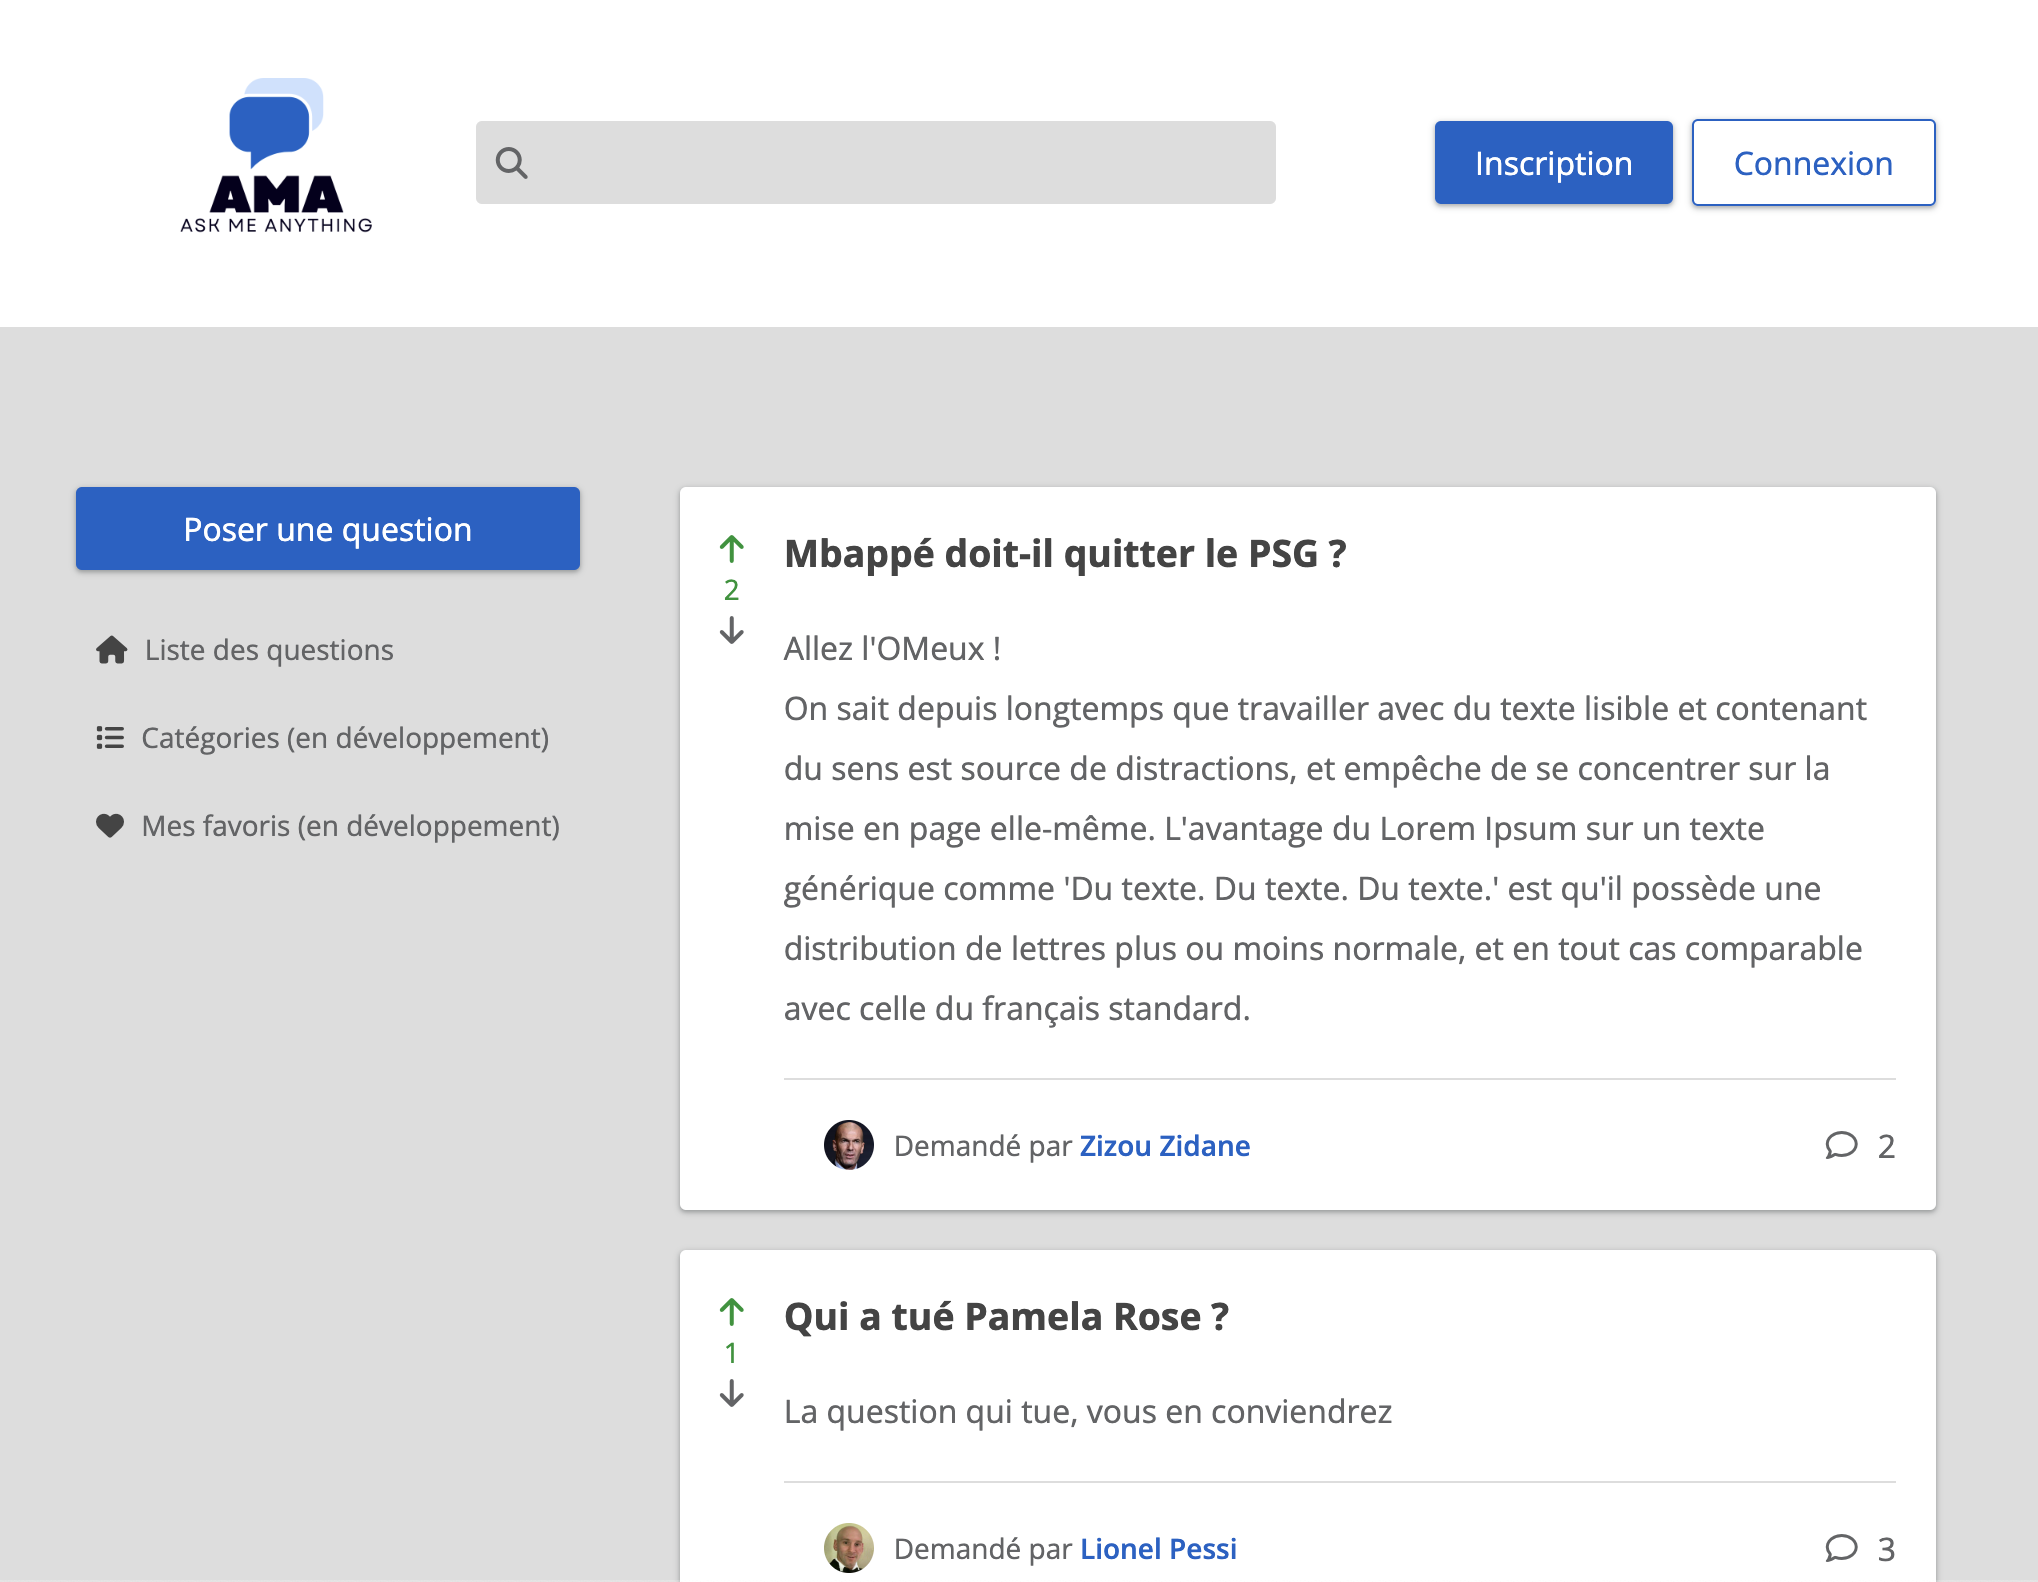 AMA
ASK ME ANYTHING
Inscription
Connexion
Poser une question
Liste des questions
Catégories (en développement)
Mes favoris (en développement)
2
Mbappé doit-il quitter le PSG ?
Allez l'OMeux !
On sait depuis longtemps que travailler avec du texte lisible et contenant
du sens est source de distractions, et empêche de se concentrer sur la
mise en page elle-même. L'avantage du Lorem Ipsum sur un texte
générique comme 'Du texte. Du texte. Du texte.' est qu'il possède une
distribution de lettres plus ou moins normale, et en tout cas comparable
avec celle du français standard.
Demandé par Zizou Zidane
2
1
Qui a tué Pamela Rose ?
La question qui tue, vous en conviendrez
Demandé par Lionel Pessi
3